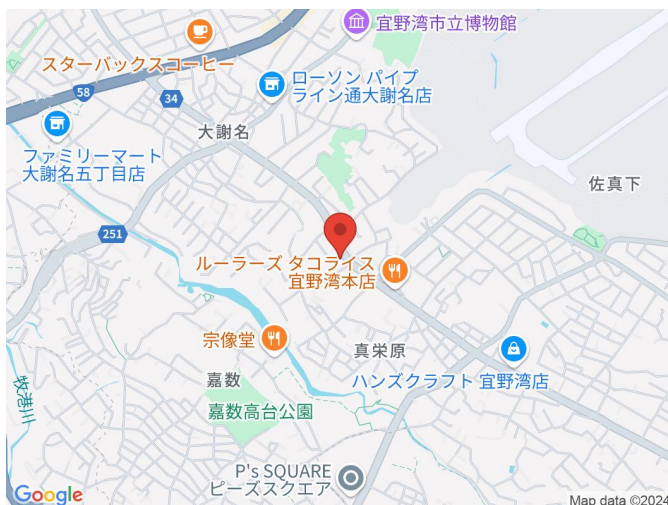 宜野湾市立博物館
スターバックスコーヒー
58
34
ローソン パイプ
ライン通大謝名店
大謝名
ファミリーマート
大謝名五丁目店
佐真下
251
ルーラーズ タコライス
宜野湾本店
宗像堂
真栄原
ハンズクラフト 宜野湾店
嘉数
牧港川
嘉数高台公園
P's SQUARE
ピーズスクエア
Google
Map data ©2024